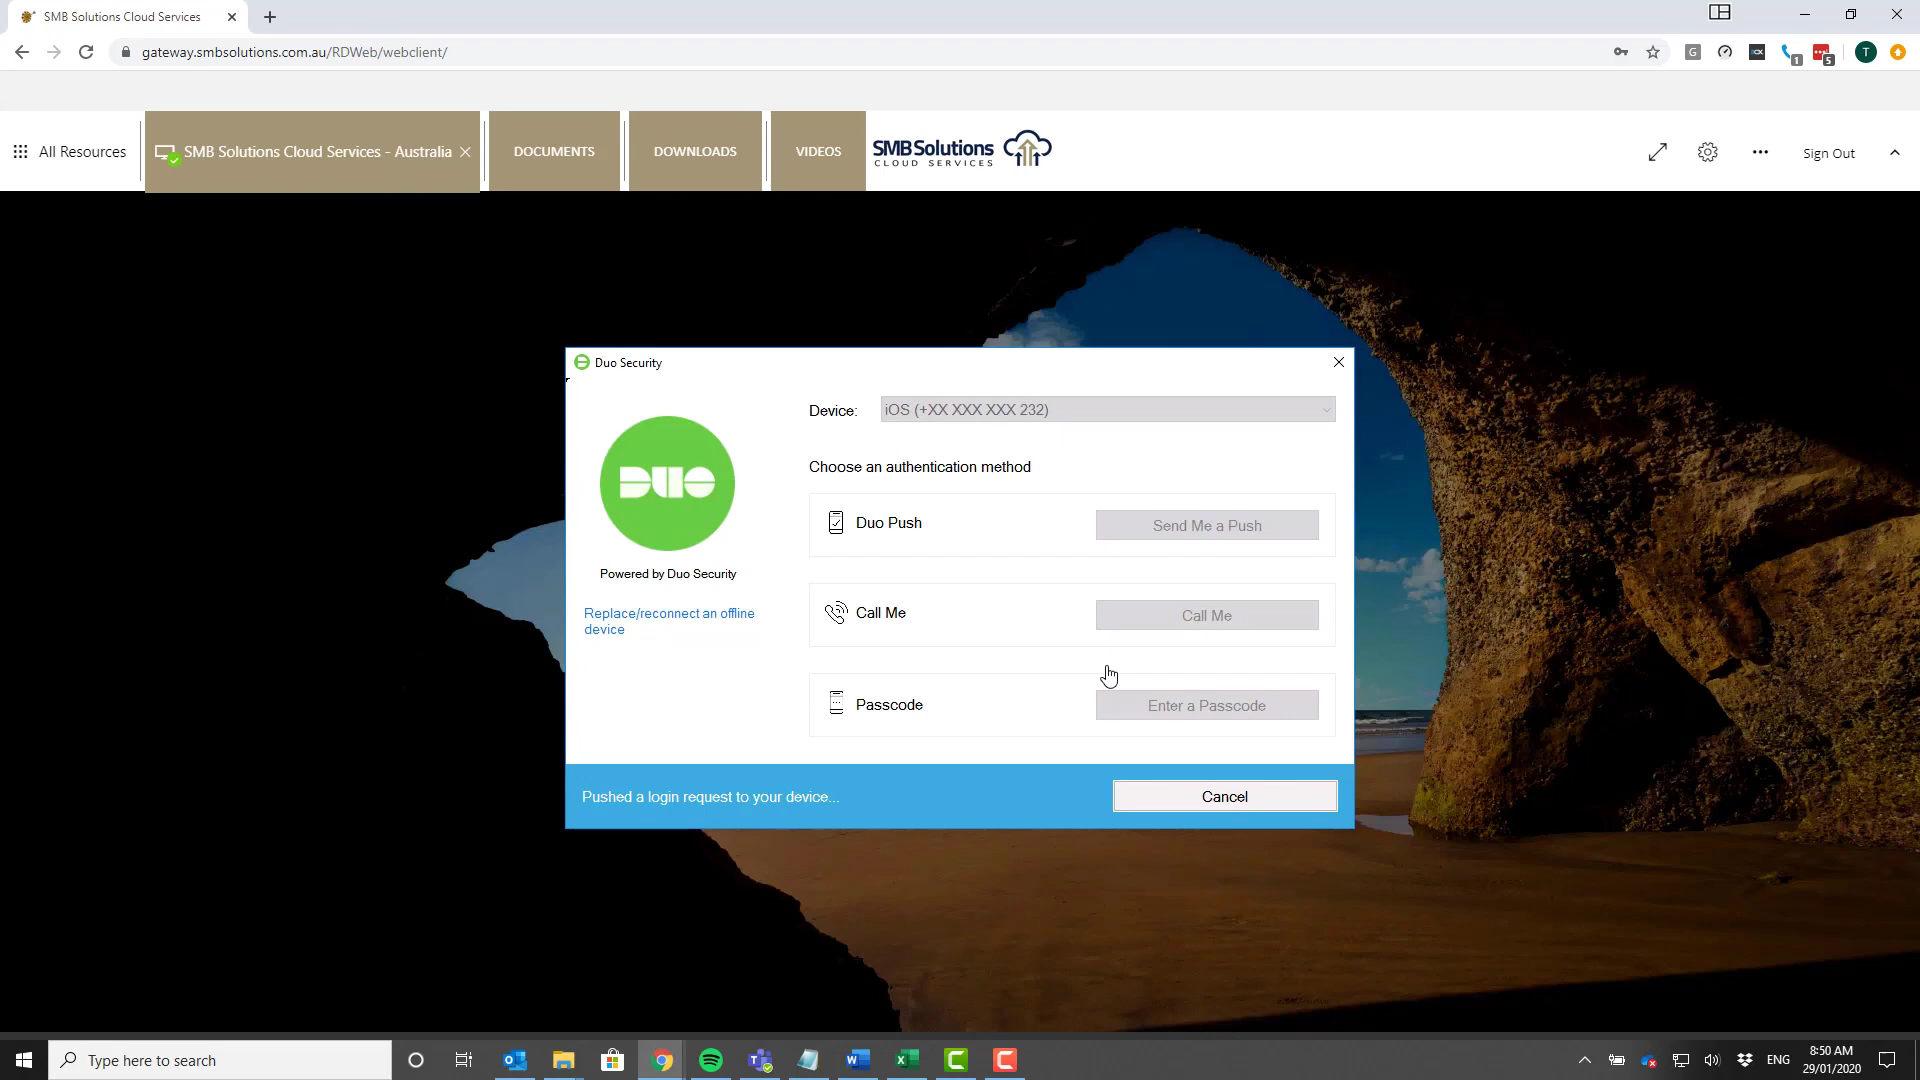 SMB Solutions Cloud Services
gateway.smbsolutions.com.au/RDWeb/webclient/
G
CX
1
5
T
All Resources
SMB Solutions Cloud Services - Australia
DOCUMENTS
DOWNLOADS
VIDEOS
SMBSolutions
CLOUD SERVICES
Sign Out
Duo Security
Device:
iOS (+XX XXX XXX 232)
DUO
Choose an authentication method
Duo Push
Send Me a Push
Powered by Duo Security
Replace/reconnect an offline
device
Call Me
Call Me
Passcode
Enter a Passcode
Pushed a login request to your device...
Cancel
Type here to search
ENG
8:50 AM
29/01/2020